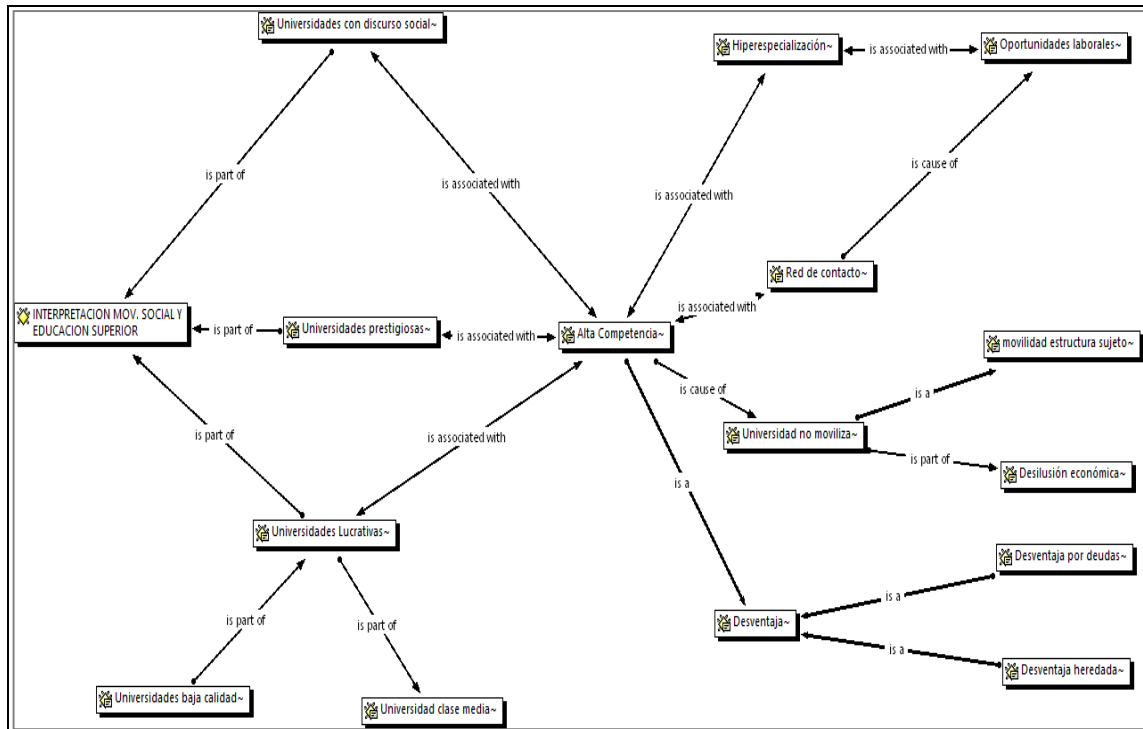 Universidades con discurso social~
Hiperespecialización~
is associated with
Oportunidades laborales~
is cause of
is part of
is associated with
is associated with
Red de contacto~
is associated with
INTERPRETACION MOV. SOCIAL Y
EDUCACION SUPERIOR
is part of
Universidades prestigiosas~
is associated with
Alta Competencia~
movilidad estructura sujeto~
is cause of
is a
Universidad no moviliza~
is part of
is associated with
is part of
Desilusión económica~
is a
Universidades Lucrativas~
Desventaja por deudas~
is a
Desventaja~
is part of
is part of
is a
Desventaja heredada~
Universidades baja calidad~
Universidad clase media~